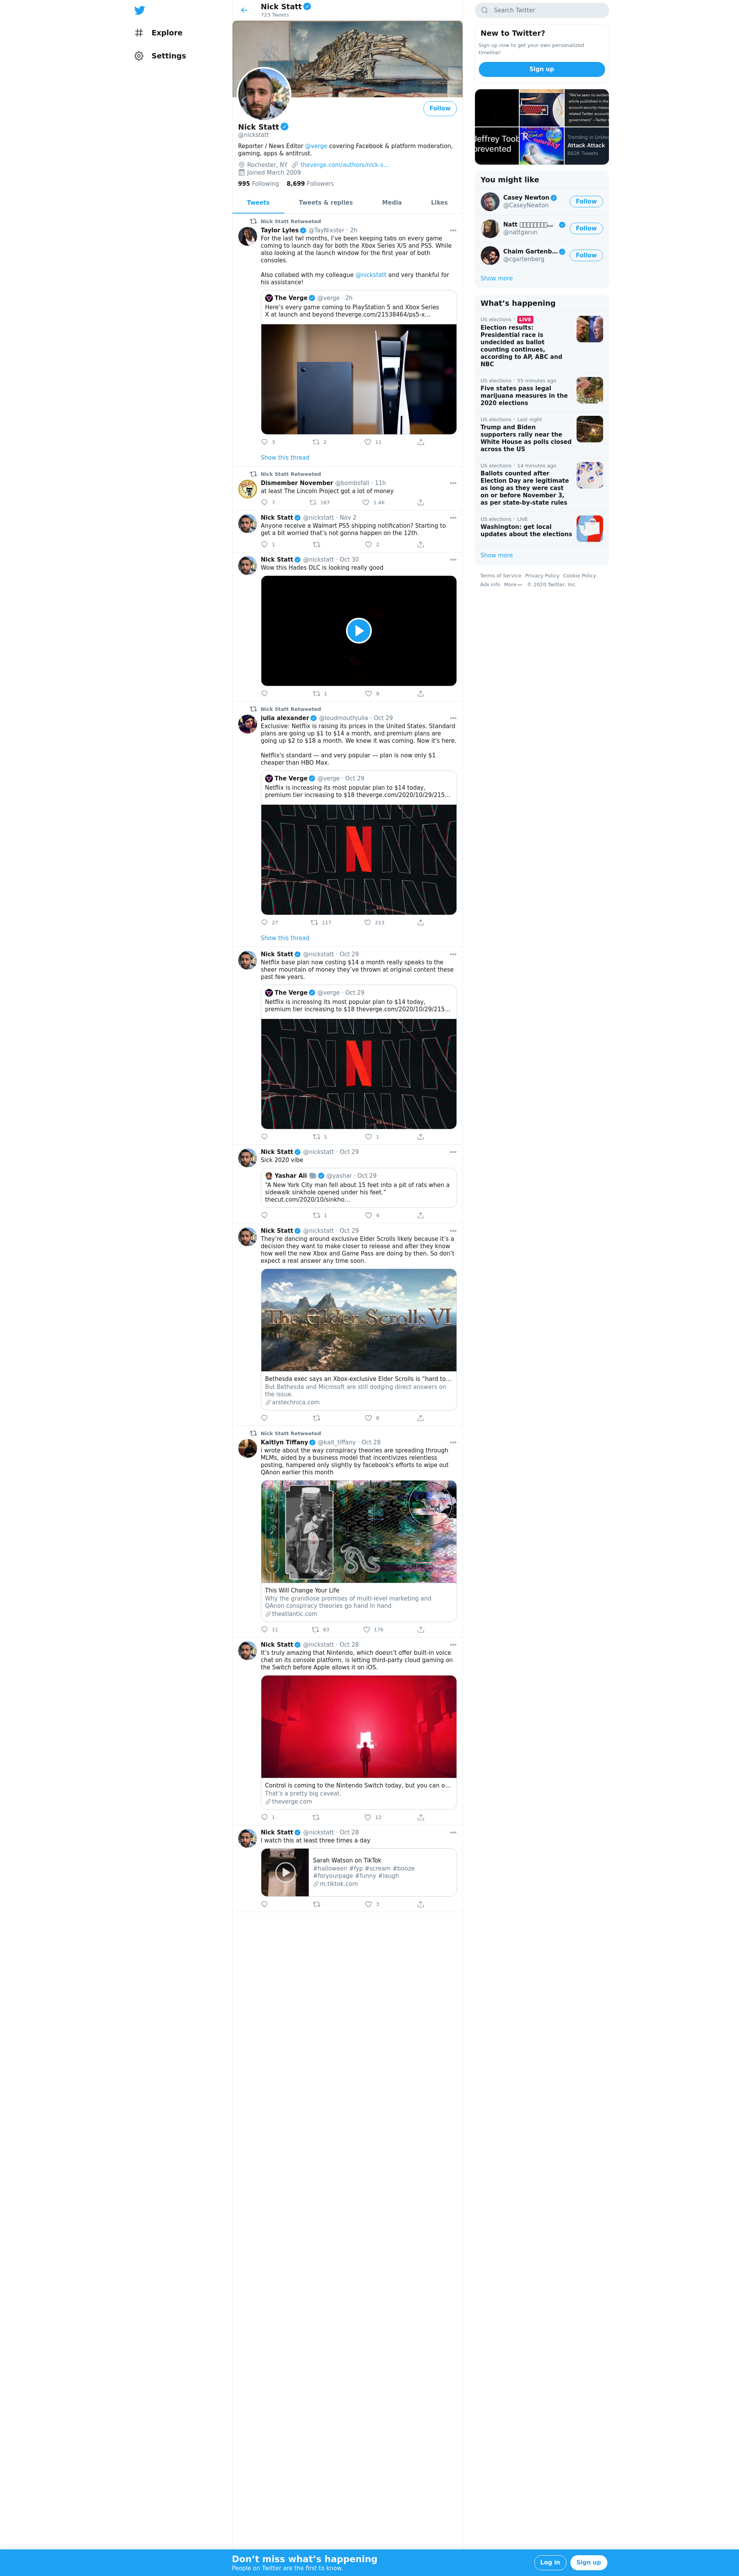 Explore
Settings
Nick Statt
723 Tweets
Follow
Nick Statt
@nickstatt
Reporter / News Editor @verge covering Facebook & platform moderation,
gaming, apps & antitrust.
Rochester, NY theverge.com/authors/nick-s...
Joined March 2009
995 Following 8,699 Followers
Tweets Tweets & replies Media Likes
Nick Statt Retweeted
Taylor Lyles @TayNixster · 2h
For the last twi months, I've been keeping tabs on every game
coming to launch day for both the Xbox Series X/S and PS5. While
also looking at the launch window for the first year of both
consoles.
Also collabed with my colleague @nickstatt and very thankful for
his assistance!
The Verge @verge · 2h
Here's every game coming to PlayStation 5 and Xbox Series
X at launch and beyond theverge.com/21538464/ps5-x...
3 2 11
Show this thread
Nick Statt Retweeted
Dismember November @bombsfall · 11h
at least The Lincoln Project got a lot of money
7 167 1.4K
Nick Statt @nickstatt · Nov 2
Anyone receive a Walmart PS5 shipping notification? Starting to
get a bit worried that's not gonna happen on the 12th.
1 2
Nick Statt @nickstatt · Oct 30
Wow this Hades DLC is looking really good
1 9
Nick Statt Retweeted
julia alexander @loudmouthjulia · Oct 29
Exclusive: Netflix is raising its prices in the United States. Standard
plans are going up $1 to $14 a month, and premium plans are
going up $2 to $18 a month. We knew it was coming. Now it's here.
Netflix's standard — and very popular — plan is now only $1
cheaper than HBO Max.
The Verge @verge · Oct 29
Netflix is increasing its most popular plan to $14 today,
premium tier increasing to $18 theverge.com/2020/10/29/215...
27 117 213
Show this thread
Nick Statt @nickstatt · Oct 29
Netflix base plan now costing $14 a month really speaks to the
sheer mountain of money they've thrown at original content these
past few years.
The Verge @verge · Oct 29
Netflix is increasing its most popular plan to $14 today,
premium tier increasing to $18 theverge.com/2020/10/29/215...
1 1
Nick Statt @nickstatt · Oct 29
Sick 2020 vibe
Yashar Ali @yashar · Oct 29
"A New York City man fell about 15 feet into a pit of rats when a
sidewalk sinkhole opened under his feet."
thecut.com/2020/10/sinkho...
1 4
Nick Statt @nickstatt · Oct 29
They're dancing around exclusive Elder Scrolls likely because it's a
decision they want to make closer to release and after they know
how well the new Xbox and Game Pass are doing by then. So don't
expect a real answer any time soon.
The Elder Scrolls VI
Bethesda exec says an Xbox-exclusive Elder Scrolls is "hard to...
But Bethesda and Microsoft are still dodging direct answers on
the issue.
arstechnica.com
8
Nick Statt Retweeted
Kaitlyn Tiffany @kait_tiffany · Oct 28
i wrote about the way conspiracy theories are spreading through
MLMs, aided by a business model that incentivizes relentless
posting, hampered only slightly by facebook's efforts to wipe out
QAnon earlier this month
This Will Change Your Life
Why the grandiose promises of multi-level marketing and
QAnon conspiracy theories go hand in hand
theatlantic.com
11 83 176
Nick Statt @nickstatt · Oct 28
It's truly amazing that Nintendo, which doesn't offer built-in voice
chat on its console platform, is letting third-party cloud gaming on
the Switch before Apple allows it on iOS.
Control is coming to the Nintendo Switch today, but you can o...
That's a pretty big caveat.
theverge.com
1 12
Nick Statt @nickstatt · Oct 28
I watch this at least three times a day
Sarah Watson on TikTok
#halloween #fyp #scream #booze
#foryourpage #funny #laugh
m.tiktok.com
3
Search Twitter
New to Twitter?
Sign up now to get your own personalized
timeline!
Sign up
Trending in United
Attack Attack
682K Tweets
You might like
Casey Newton
@CaseyNewton
Follow
Natt
@nattgarun
Follow
Chaim Gartenb...
@cgartenberg
Follow
Show more
What's happening
US elections · LIVE
Election results:
Presidential race is
undecided as ballot
counting continues,
according to AP, ABC and
NBC
US elections · 55 minutes ago
Five states pass legal
marijuana measures in the
2020 elections
US elections · Last night
Trump and Biden
supporters rally near the
White House as polls closed
across the US
US elections · 14 minutes ago
Ballots counted after
Election Day are legitimate
as long as they were cast
on or before November 3,
as per state-by-state rules
US elections · LIVE
Washington: get local
updates about the elections
Show more
Terms of Service Privacy Policy Cookie Policy
Ads info More © 2020 Twitter, Inc.
Don't miss what's happening
People on Twitter are the first to know.
Log in Sign up